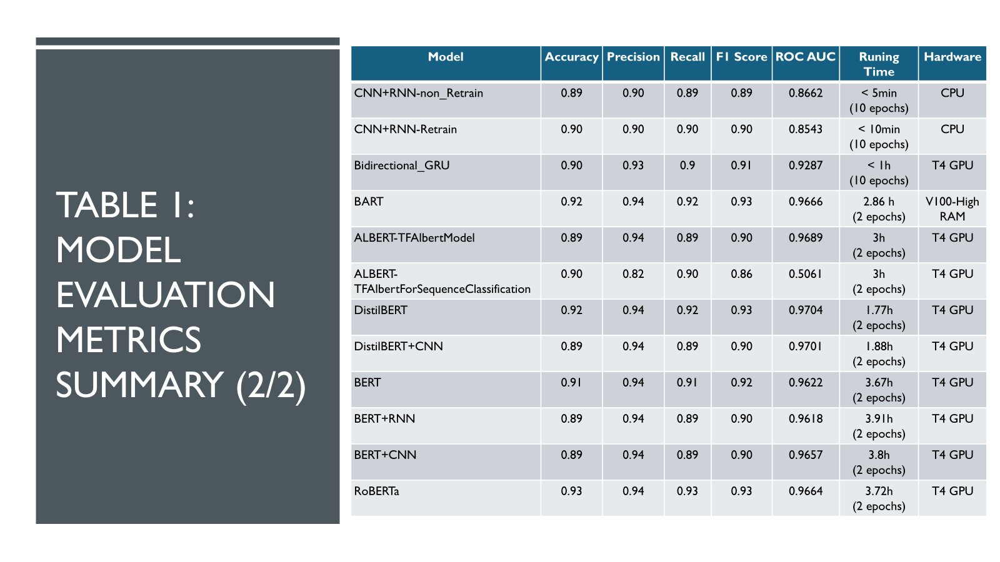 TABLE 1:
MODEL
EVALUATION
METRICS
SUMMARY (2/2)
Model Accuracy Precision Recall F1 Score ROC AUC Runing Time Hardware
CNN+RNN-non_Retrain 0.89 0.90 0.89 0.89 0.8662 < 5min (10 epochs) CPU
CNN+RNN-Retrain 0.90 0.90 0.90 0.90 0.8543 < 10min (10 epochs) CPU
Bidirectional_GRU 0.90 0.93 0.9 0.91 0.9287 < 1h (10 epochs) T4 GPU
BART 0.92 0.94 0.92 0.93 0.9666 2.86 h (2 epochs) V100-High RAM
ALBERT-TFAlbertModel 0.89 0.94 0.89 0.90 0.9689 3h (2 epochs) T4 GPU
ALBERT-TFAlbertForSequenceClassification 0.90 0.82 0.90 0.86 0.5061 3h (2 epochs) T4 GPU
DistilBERT 0.92 0.94 0.92 0.93 0.9704 1.77h (2 epochs) T4 GPU
DistilBERT+CNN 0.89 0.94 0.89 0.90 0.9701 1.88h (2 epochs) T4 GPU
BERT 0.91 0.94 0.91 0.92 0.9622 3.67h (2 epochs) T4 GPU
BERT+RNN 0.89 0.94 0.89 0.90 0.9618 3.91h (2 epochs) T4 GPU
BERT+CNN 0.89 0.94 0.89 0.90 0.9657 3.8h (2 epochs) T4 GPU
RoBERTa 0.93 0.94 0.93 0.93 0.9664 3.72h (2 epochs) T4 GPU